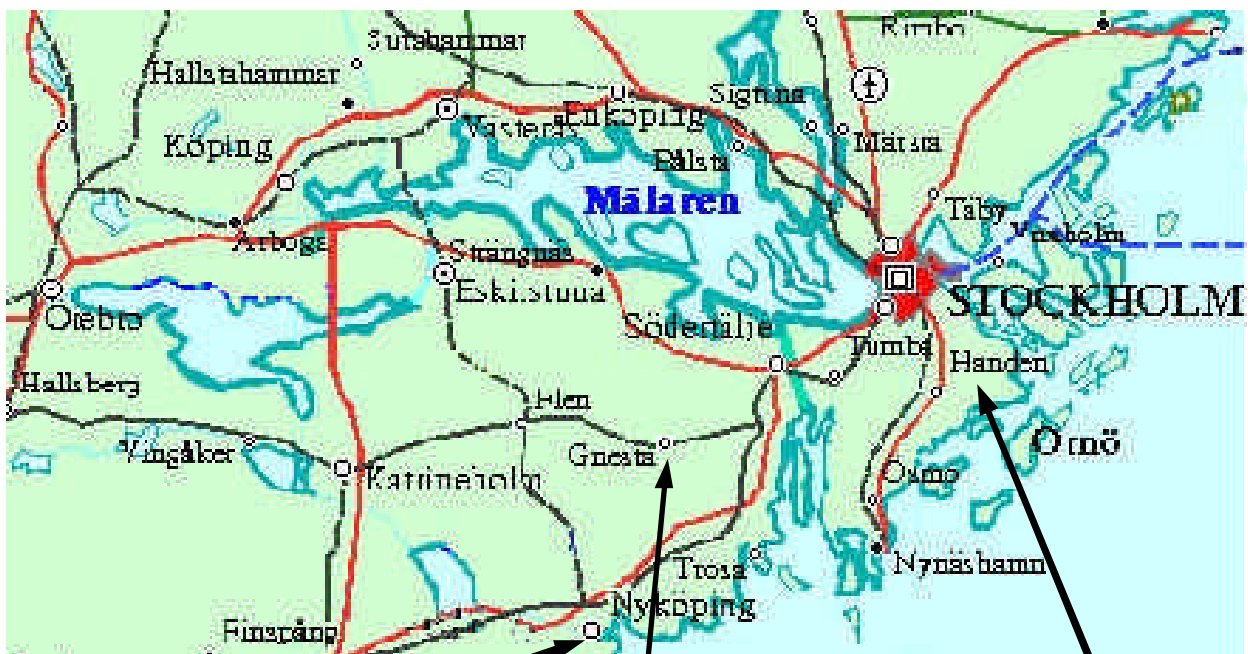 Rimbo
Surahammar
Hallstahammar
Sigtuna
Enköping
Västerås
Köping
Märsta
Bålsta
Mälaren
Täby
Vaxholm
Arboga
Strängnäs
Eskilstuna
STOCKHOLM
Örebro
Södertälje
Tumba
Handen
Hallsberg
Flen
Ornö
Vingåker
Gnesta
Katrineholm
Ösmo
Trosa
Nynäshamn
Nyköping
Finspång